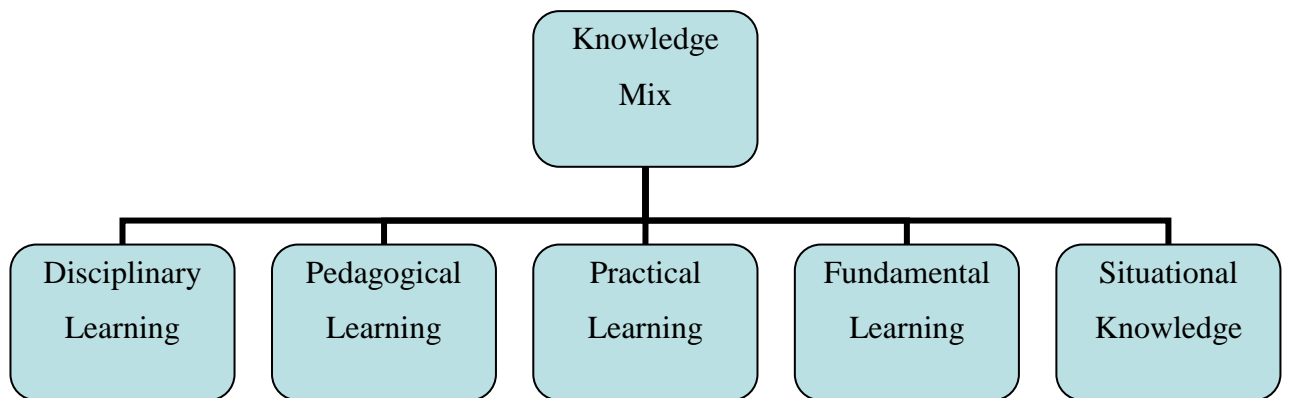 Knowledge
Mix
Disciplinary
Learning
Pedagogical
Learning
Practical
Learning
Fundamental
Learning
Situational
Knowledge